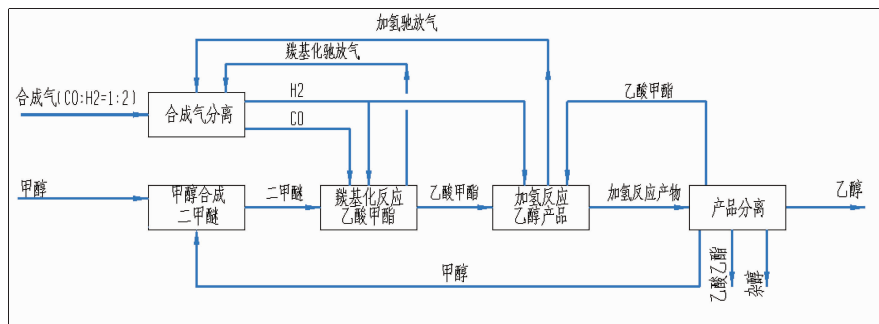 加氢驰放气
羰基化驰放气
合成气(CO:H2=1:2)
合成气分离
H2
CO
乙酸甲酯
甲醇
甲醇合成
二甲醚
二甲醚
羰基化反应
乙酸甲酯
乙酸甲酯
加氢反应
乙醇产品
加氢反应产物
产品分离
乙醇
甲醇
乙酸乙酯
杂醇